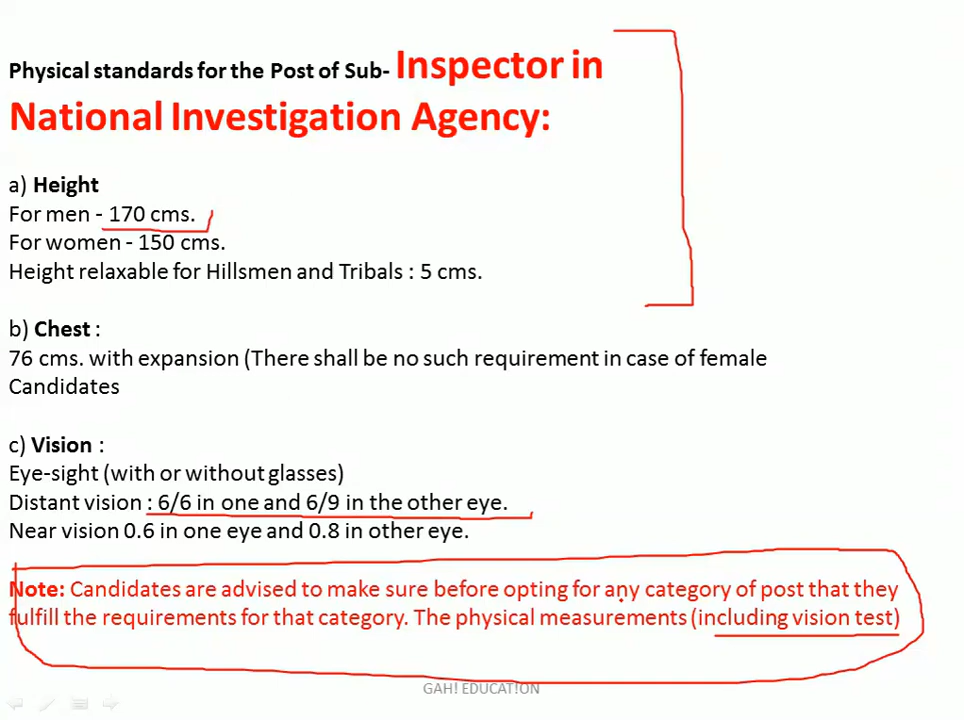 Physical standards for the Post of Sub- Inspector in
National Investigation Agency:
a) Height
For men - 170 cms.
For women - 150 cms.
Height relaxable for Hillsmen and Tribals : 5 cms.
b) Chest :
76 cms. with expansion (There shall be no such requirement in case of female
Candidates
c) Vision :
Eye-sight (with or without glasses)
Distant vision : 6/6 in one and 6/9 in the other eye.
Near vision 0.6 in one eye and 0.8 in other eye.
Note: Candidates are advised to make sure before opting for any category of post that they
fulfill the requirements for that category. The physical measurements (including vision test)
GAH! EDUCAT!ON